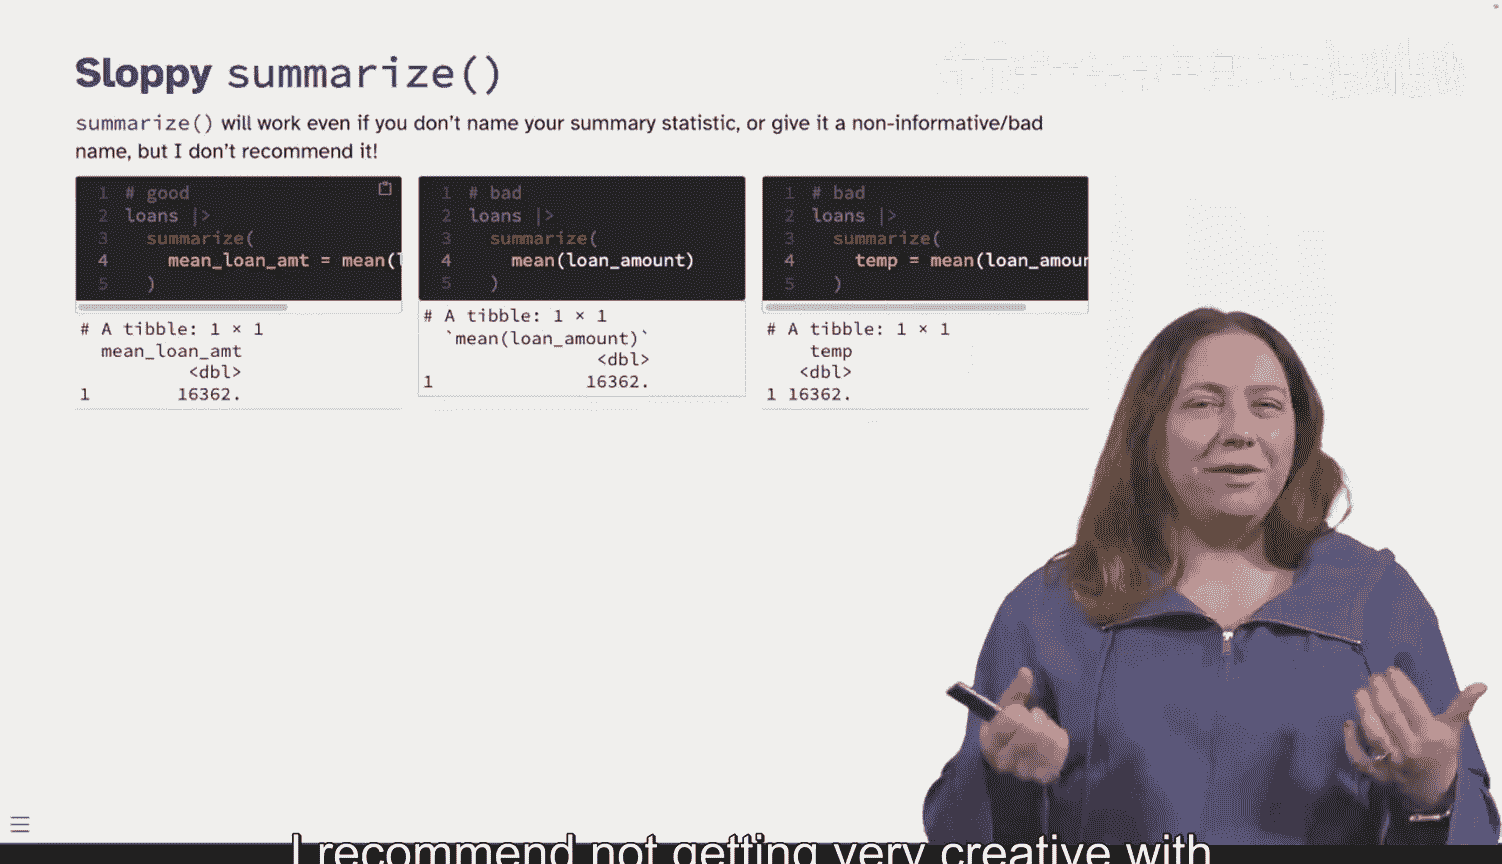 Sloppy summarize()
summarize() will work even if you don't name your summary statistic, or give it a non-informative/bad
name, but I don't recommend it!
1 # good
2 loans |>
3 summarize(
4 mean_loan_amt = mean(l
5 )
# A tibble: 1 × 1
mean_loan_amt
<dbl>
1 16362.
1 # bad
2 loans |>
3 summarize(
4 mean(loan_amount)
5 )
# A tibble: 1 × 1
`mean(loan_amount)`
<dbl>
1 16362.
1 # bad
2 loans |>
3 summarize(
4 temp = mean(loan_amour
5 )
# A tibble: 1 × 1
temp
<dbl>
1 16362.
I recommend not getting very creative with